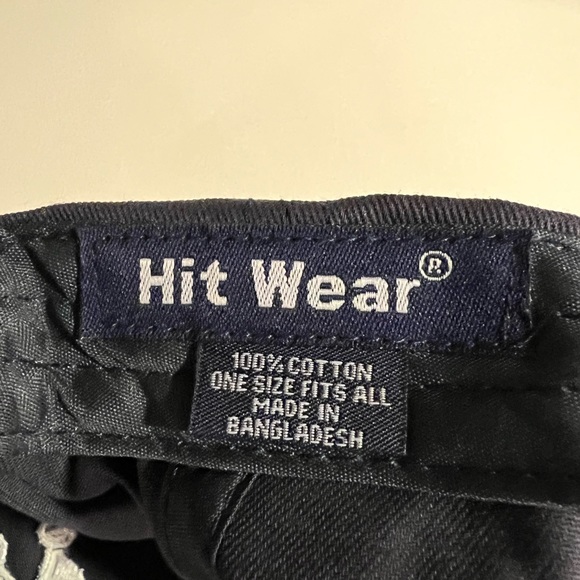 Hit Wear®
100% COTTON
ONE SIZE FITS ALL
MADE IN
BANGLADESH